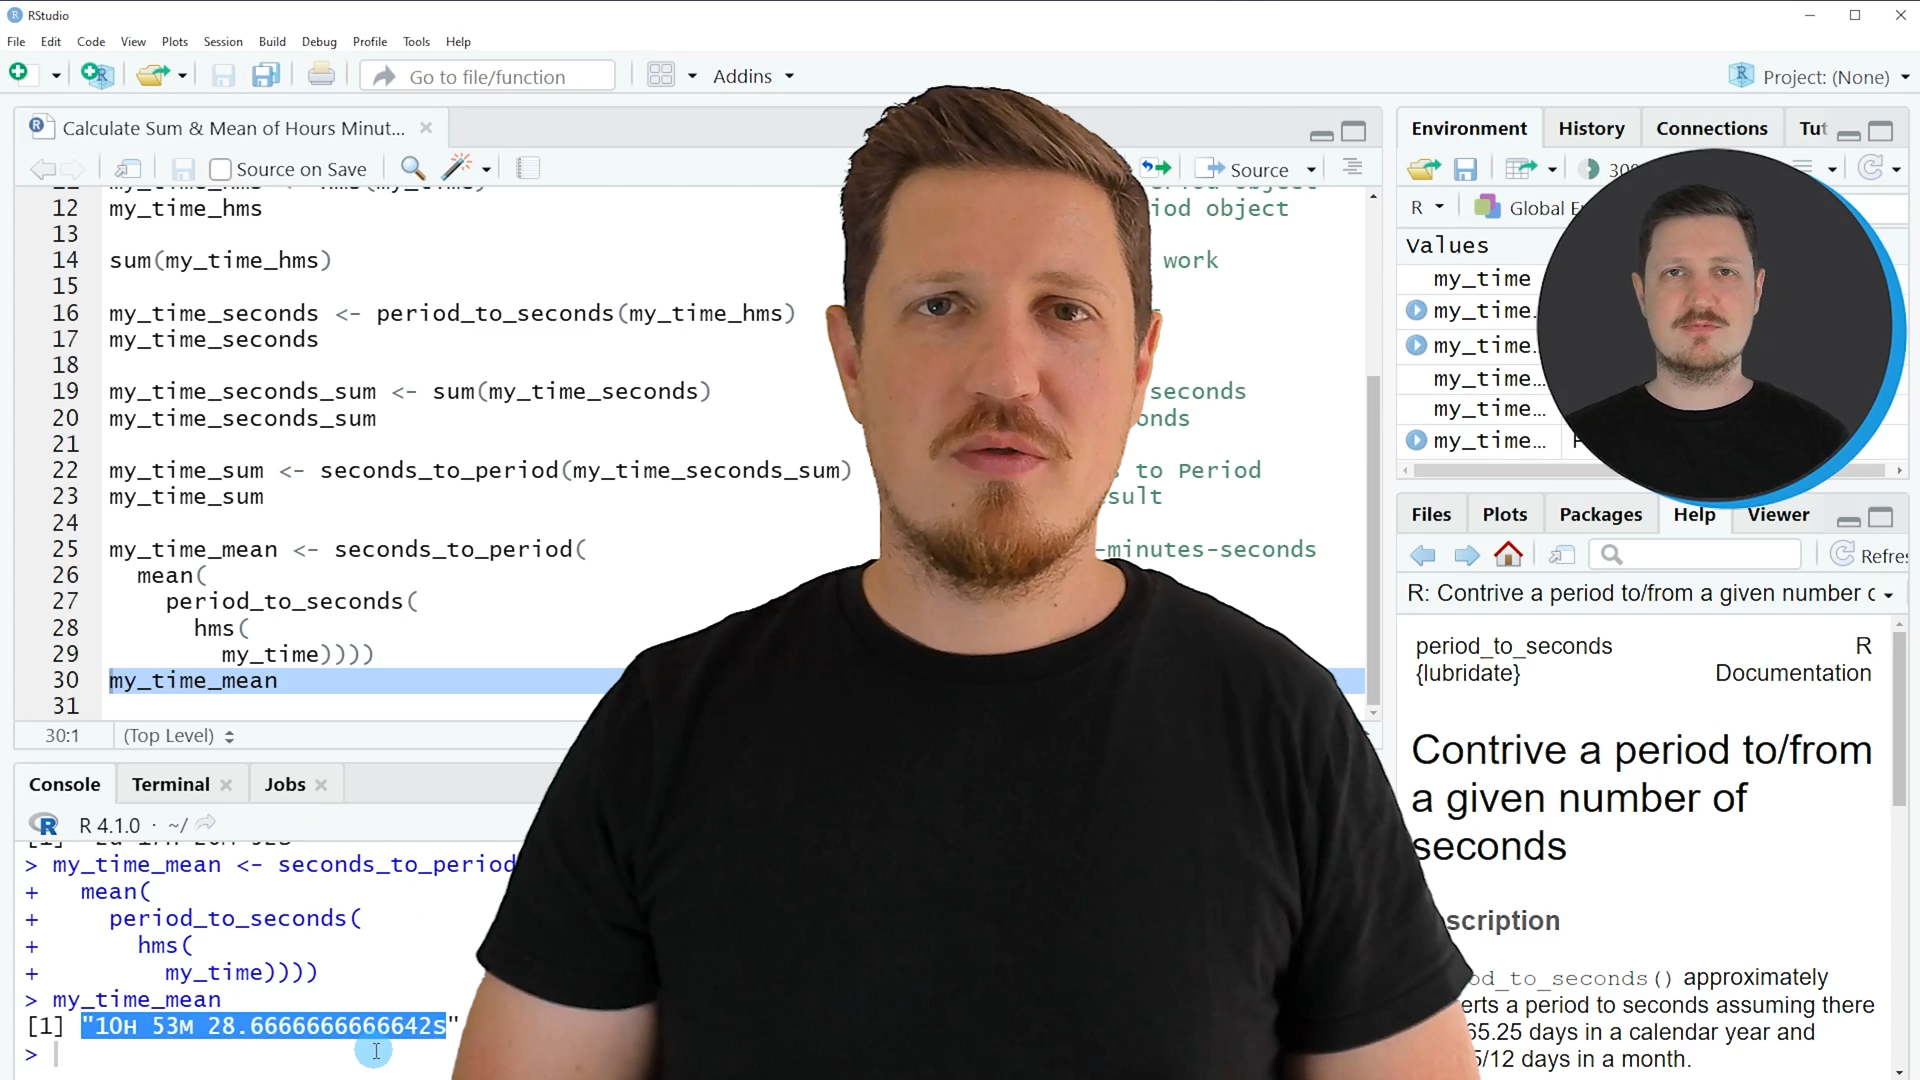 RStudio
File Edit Code View Plots Session Build Debug Profile Tools Help
Go to file/function Addins Project: (None)
Calculate Sum & Mean of Hours Minut...
Source on Save Source
12 my_time_hms iod object
13
14 sum(my_time_hms) work
15
16 my_time_seconds <- period_to_seconds(my_time_hms)
17 my_time_seconds
18
19 my_time_seconds_sum <- sum(my_time_seconds) seconds
20 my_time_seconds_sum onds
21
22 my_time_sum <- seconds_to_period(my_time_seconds_sum) to Period
23 my_time_sum sult
24
25 my_time_mean <- seconds_to_period( -minutes-seconds
26 mean(
27 period_to_seconds(
28 hms(
29 my_time))))
30 my_time_mean
31
30:1 (Top Level)
Console Terminal Jobs
R 4.1.0 · ~/
> my_time_mean <- seconds_to_period
+ mean(
+ period_to_seconds(
+ hms(
+ my_time))))
> my_time_mean
[1] "10H 53M 28.6666666666642S"
>
Environment History Connections Tut
R Global E
Values
my_time
my_time.
my_time.
my_time...
my_time...
my_time...
Files Plots Packages Help Viewer
Refre
R: Contrive a period to/from a given number
period_to_seconds R
{lubridate} Documentation
Contrive a period to/from
a given number of
seconds
scription
od_to_seconds() approximately
erts a period to seconds assuming there
65.25 days in a calendar year and
5/12 days in a month.